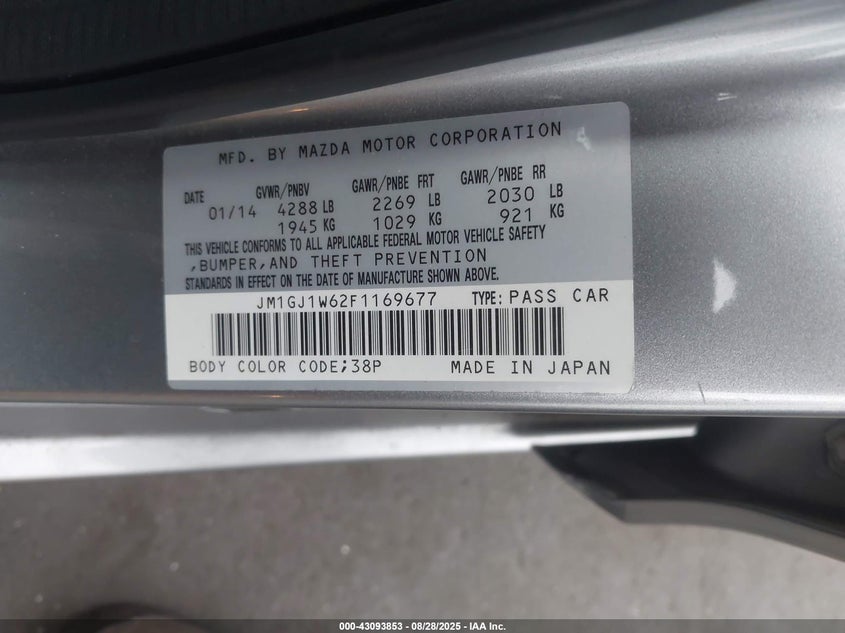 MFD. BY MAZDA MOTOR CORPORATION
DATE GVWR/PNBV GAWR/PNBE FRT GAWR/PNBE RR
01/14 4288 LB 2269 LB 2030 LB
1945 KG 1029 KG 921 KG
THIS VEHICLE CONFORMS TO ALL APPLICABLE FEDERAL MOTOR VEHICLE SAFETY
,BUMPER,AND THEFT PREVENTION
STANDARDS IN EFFECT ON THE DATE OF MANUFACTURE SHOWN ABOVE.
JM1GJ1W62F1169677 TYPE: PASS CAR
BODY COLOR CODE;38P MADE IN JAPAN
000-43093853 / 08/28/2025 - IAA Inc.